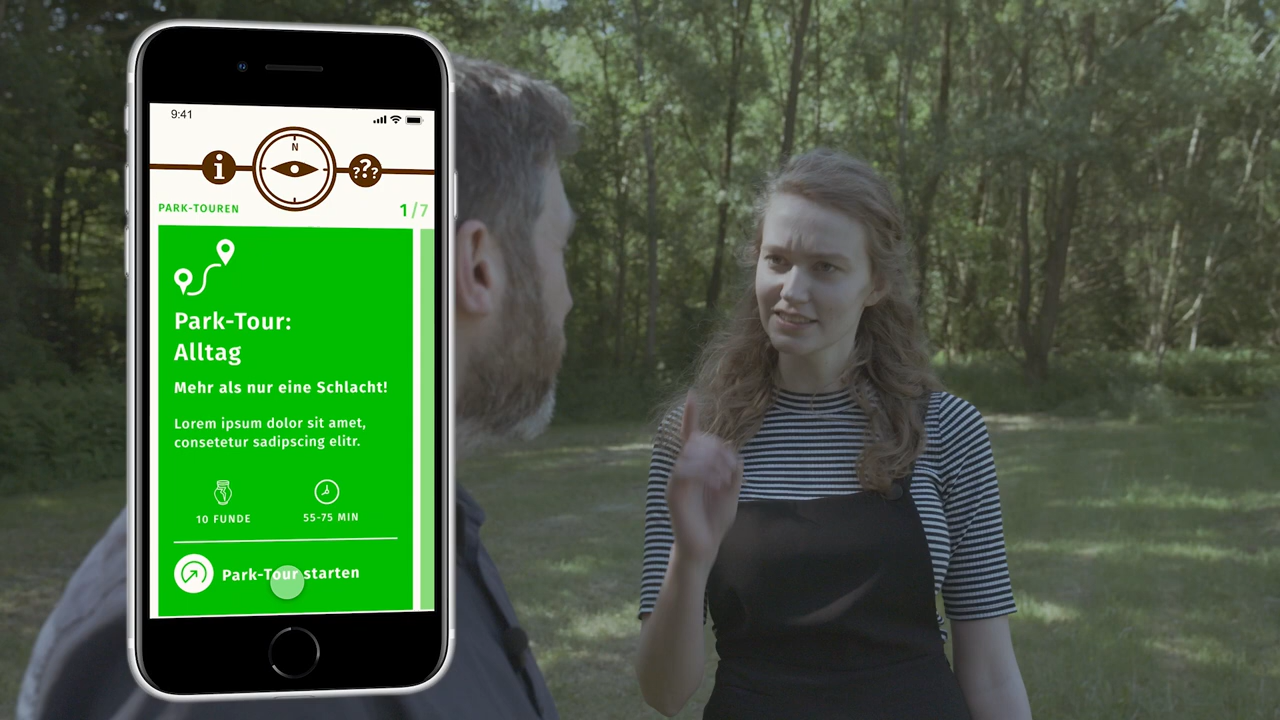 9:41
N
i
???
PARK-TOUREN
1/7
Park-Tour:
Alltag
Mehr als nur eine Schlacht!
Lorem ipsum dolor sit amet,
consetetur sadipscing elitr.
10 FUNDE
55-75 MIN
Park-Tour starten